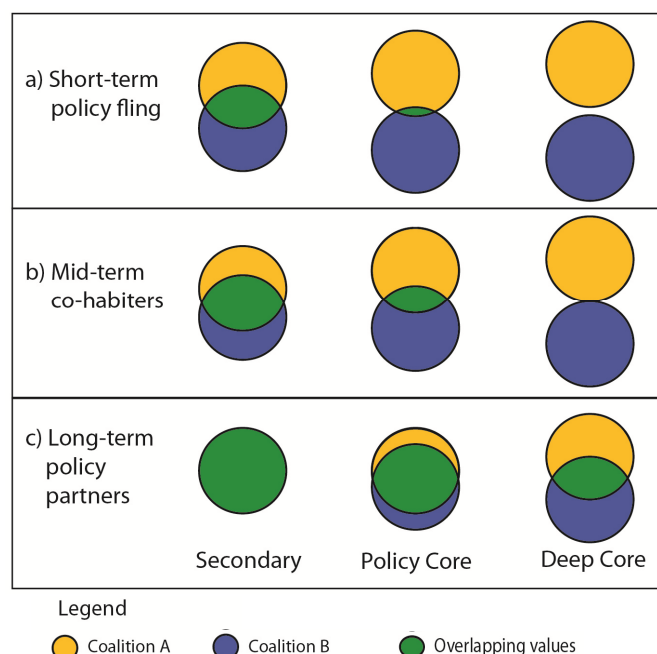 a) Short-term
policy fling
b) Mid-term
co-habiters
c) Long-term
policy
partners
Secondary
Policy Core
Deep Core
Legend
Coalition A
Coalition B
Overlapping values